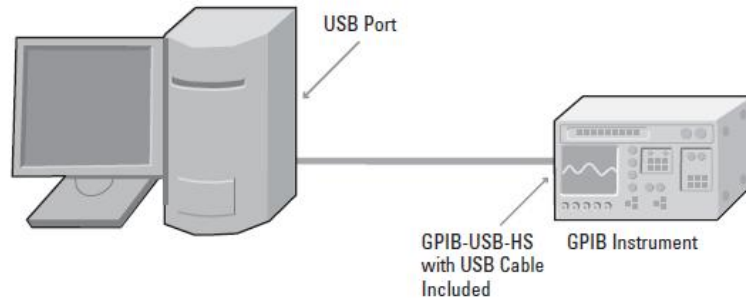 USB Port
GPIB-USB-HS
with USB Cable
Included
GPIB Instrument